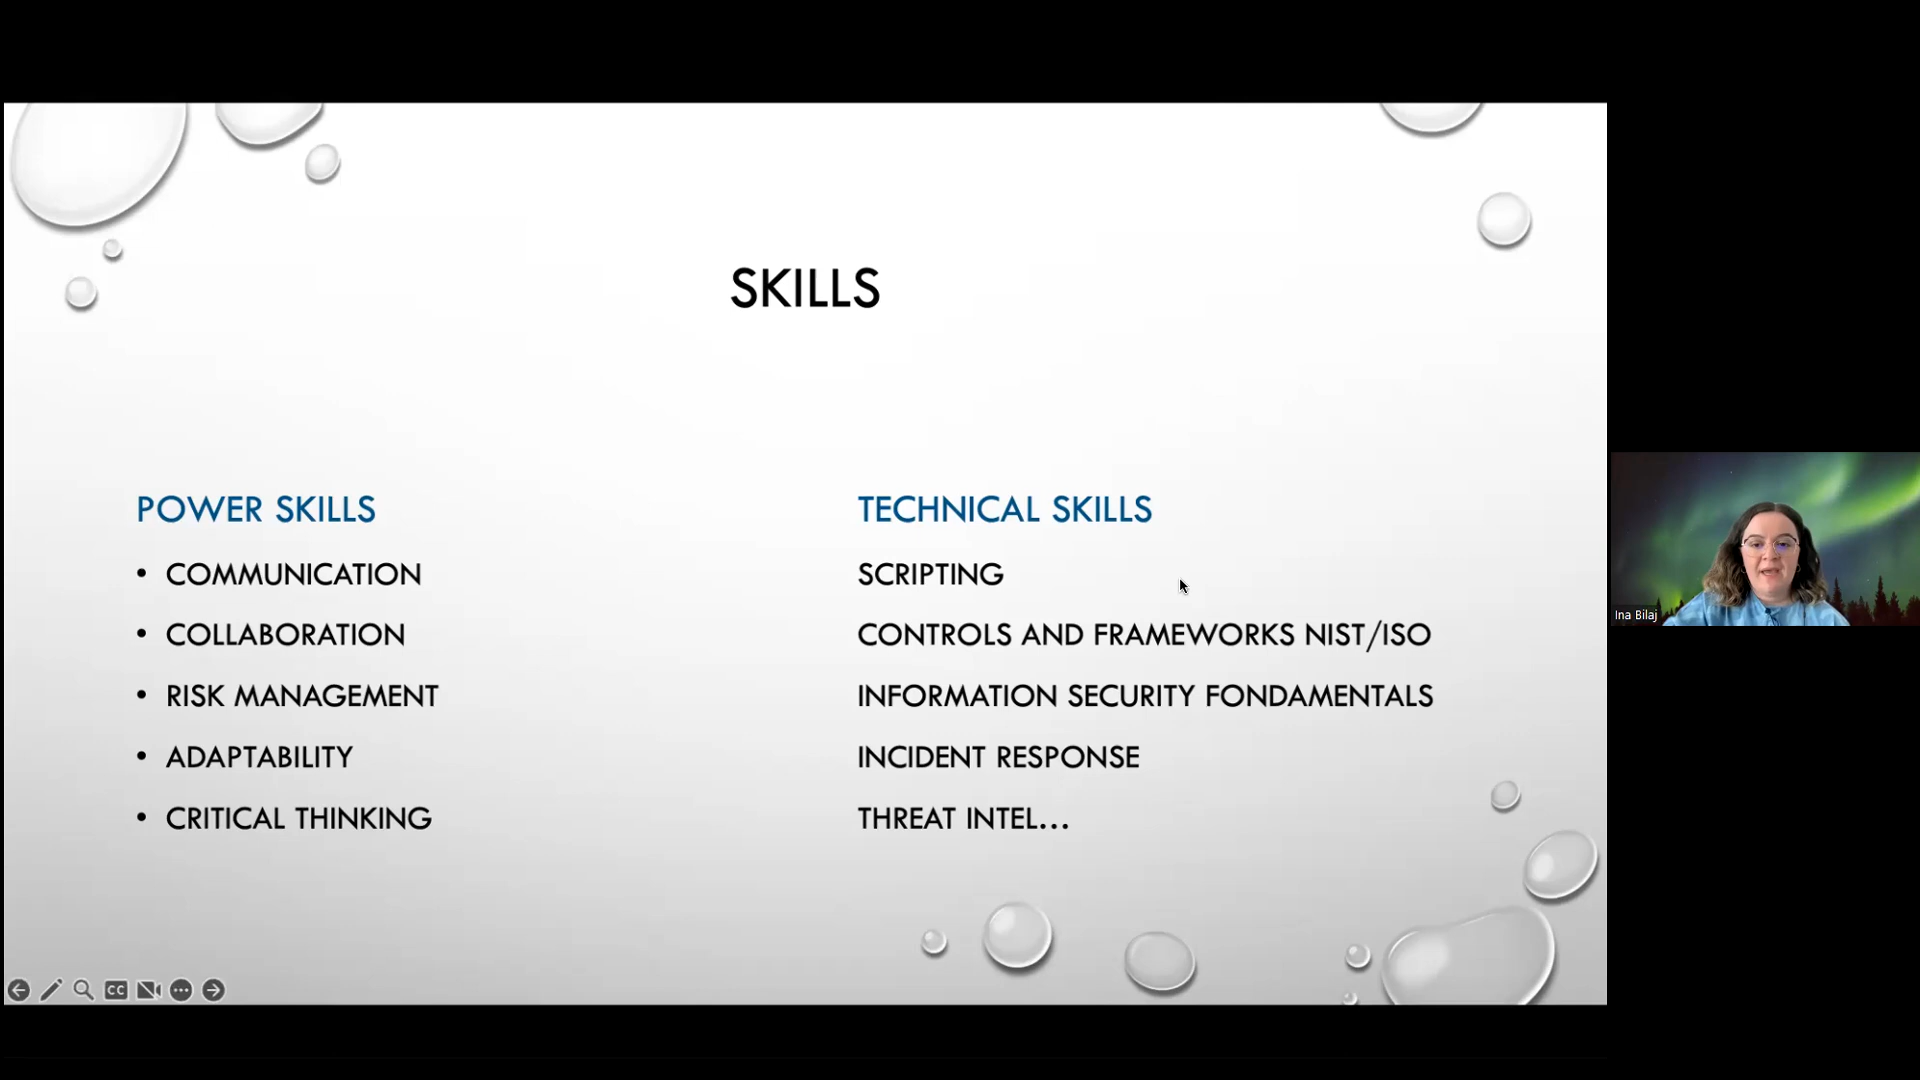 SKILLS
POWER SKILLS
• COMMUNICATION
• COLLABORATION
• RISK MANAGEMENT
• ADAPTABILITY
• CRITICAL THINKING
TECHNICAL SKILLS
SCRIPTING
CONTROLS AND FRAMEWORKS NIST/ISO
INFORMATION SECURITY FONDAMENTALS
INCIDENT RESPONSE
THREAT INTEL...
CC
Ina Bilaj